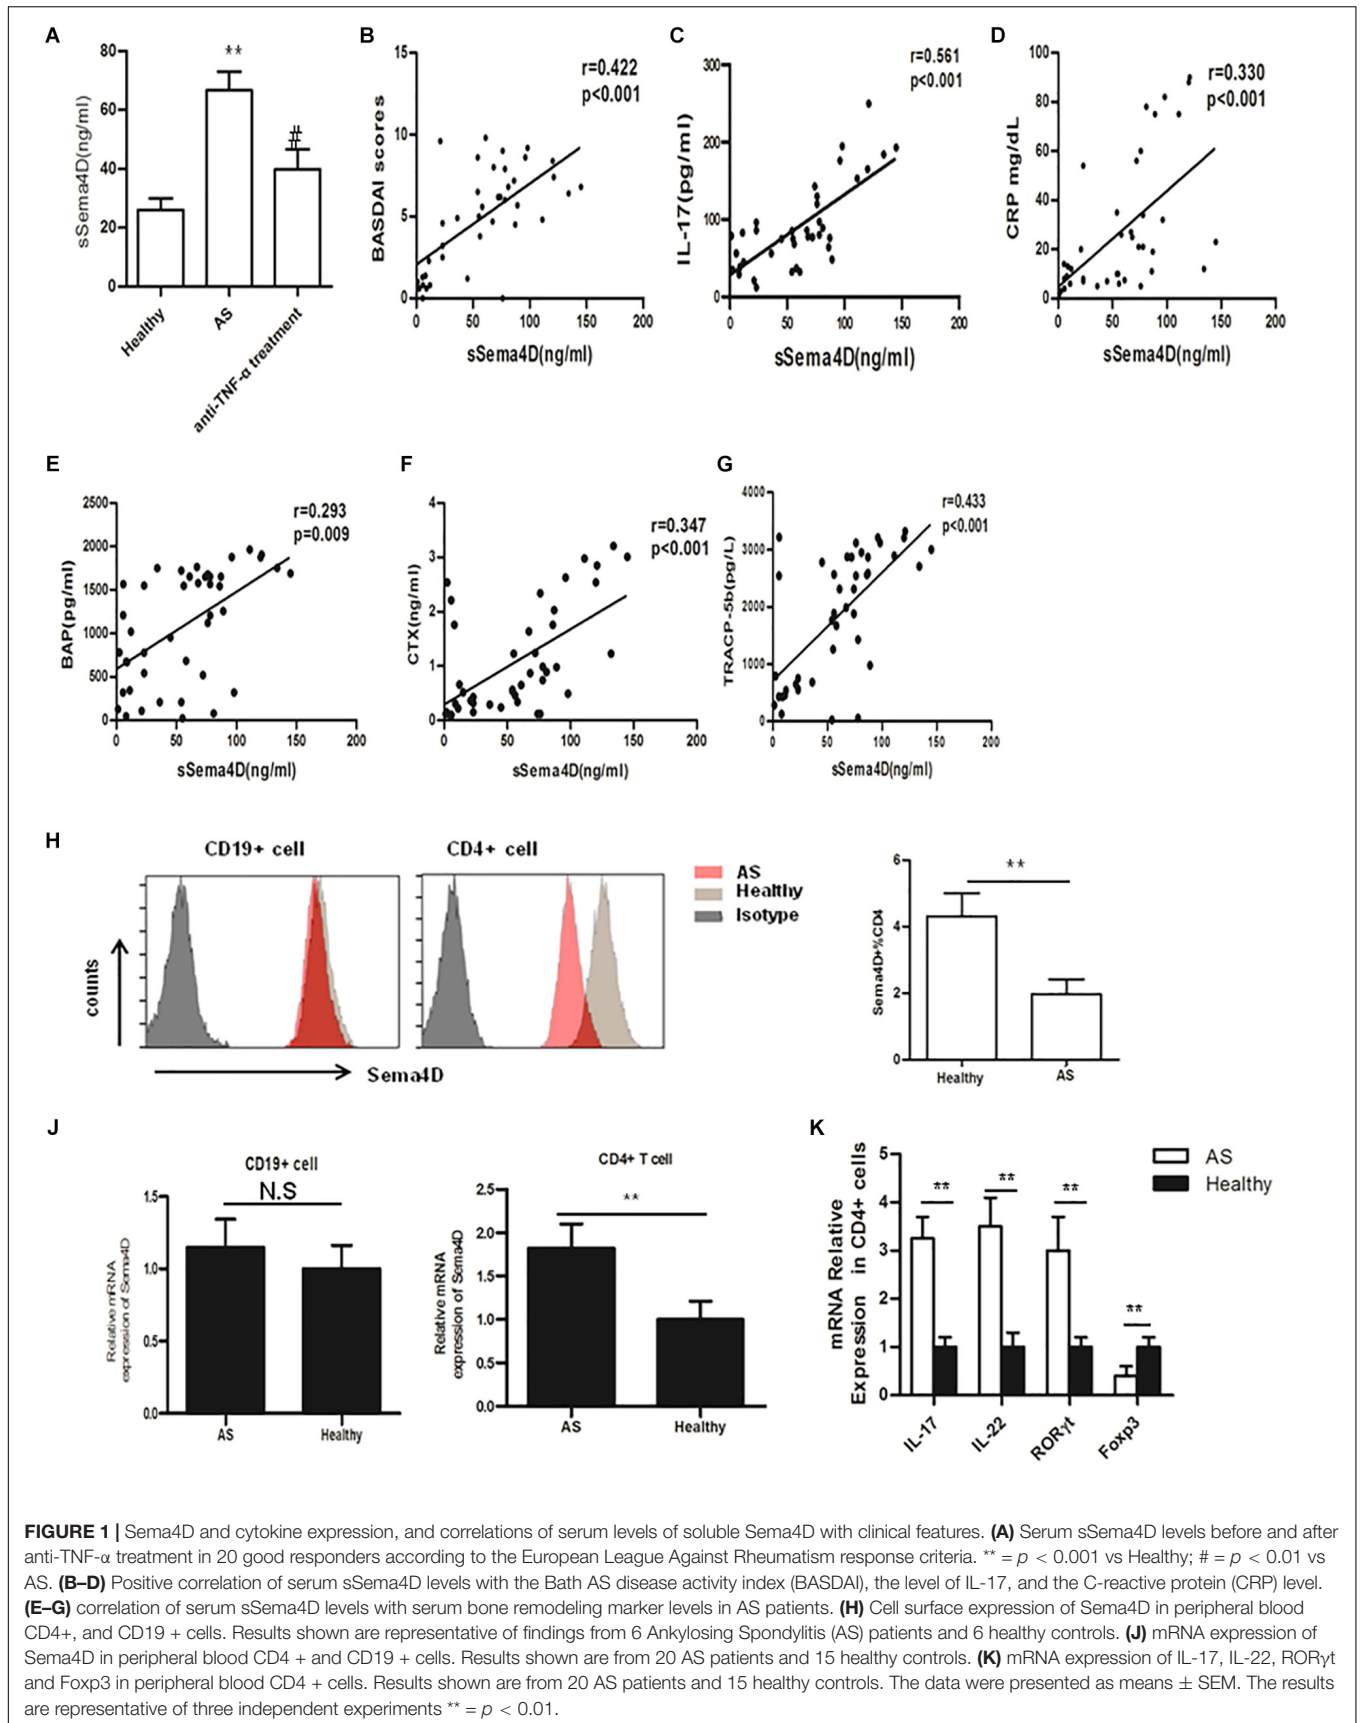 A
80
60
40
20
0
sSema4D(ng/ml)
**
#
Healthy
AS
anti-TNF-α treatment
B
15
10
5
0
BASDAI scores
r=0.422
p<0.001
0 50 100 150 200
sSema4D(ng/ml)
C
300
200
100
0
IL-17(pg/ml)
r=0.561
p<0.001
0 50 100 150 200
sSema4D(ng/ml)
D
100
80
60
40
20
0
CRP mg/dL
r=0.330
p<0.001
0 50 100 150 200
sSema4D(ng/ml)
E
2500
2000
1500
1000
500
0
BAP(pg/ml)
r=0.293
p=0.009
0 50 100 150 200
sSema4D(ng/ml)
F
4
3
2
1
0
CTX(ng/ml)
r=0.347
p<0.001
0 50 100 150 200
sSema4D(ng/ml)
G
4000
3000
2000
1000
0
TRACP-5b(pg/L)
r=0.433
p<0.001
0 50 100 150 200
sSema4D(ng/ml)
H
CD19+ cell
CD4+ cell
counts
Sema4D
AS
Healthy
Isotype
6
4
2
0
Sema4D+%CD4
**
Healthy
AS
J
CD19+ cell
N.S
1.5
1.0
0.5
0.0
Relative mRNA
expression of Sema4D
AS
Healthy
CD4+ T cell
**
2.5
2.0
1.5
1.0
0.5
0.0
Relative mRNA
expression of Sema4D
AS
Healthy
K
5
4
3
2
1
0
mRNA Relative
Expression in CD4+ cells
** ** ** **
AS
Healthy
IL-17
IL-22
RORγt
Foxp3
FIGURE 1 | Sema4D and cytokine expression, and correlations of serum levels of soluble Sema4D with clinical features. (A) Serum sSema4D levels before and after
anti-TNF-α treatment in 20 good responders according to the European League Against Rheumatism response criteria. ** = p < 0.001 vs Healthy; # = p < 0.01 vs
AS. (B–D) Positive correlation of serum sSema4D levels with the Bath AS disease activity index (BASDAI), the level of IL-17, and the C-reactive protein (CRP) level.
(E–G) correlation of serum sSema4D levels with serum bone remodeling marker levels in AS patients. (H) Cell surface expression of Sema4D in peripheral blood
CD4+, and CD19 + cells. Results shown are representative of findings from 6 Ankylosing Spondylitis (AS) patients and 6 healthy controls. (J) mRNA expression of
Sema4D in peripheral blood CD4 + and CD19 + cells. Results shown are from 20 AS patients and 15 healthy controls. (K) mRNA expression of IL-17, IL-22, RORγt
and Foxp3 in peripheral blood CD4 + cells. Results shown are from 20 AS patients and 15 healthy controls. The data were presented as means ± SEM. The results
are representative of three independent experiments ** = p < 0.01.